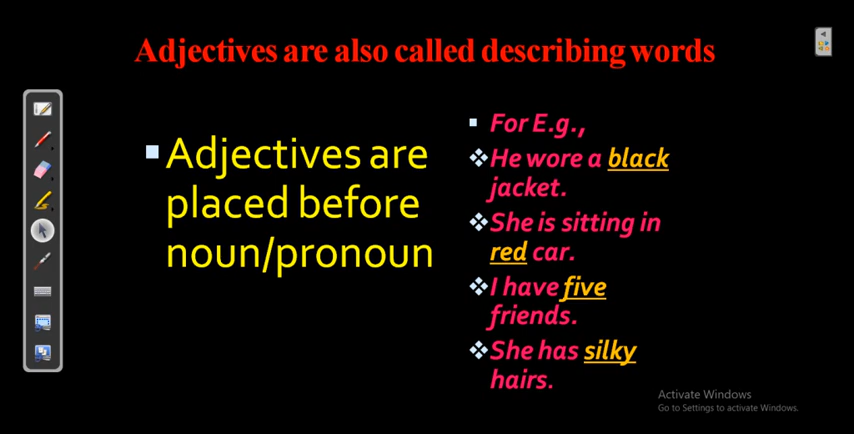 Adjectives are also called describing words
Adjectives are
placed before
noun/pronoun
For E.g.,
He wore a black
jacket.
She is sitting in
red car.
I have five
friends.
She has silky
hairs.
Activate Windows
Go to Settings to activate Windows.